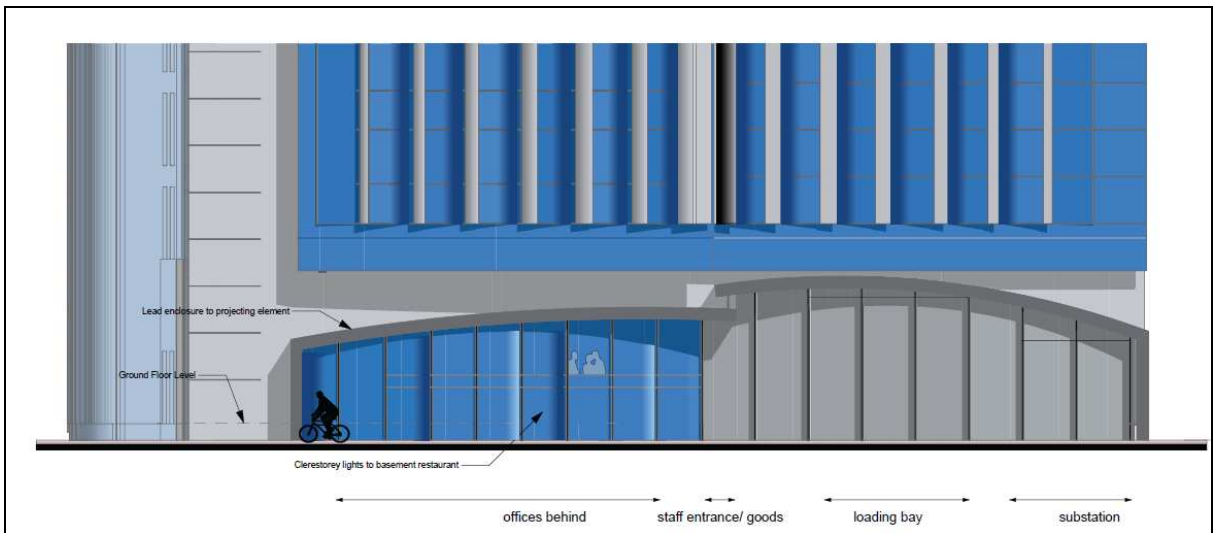 Lead enclosure to projecting element
Ground Floor Level
Clerestorey lights to basement restaurant
offices behind
staff entrance/ goods
loading bay
substation